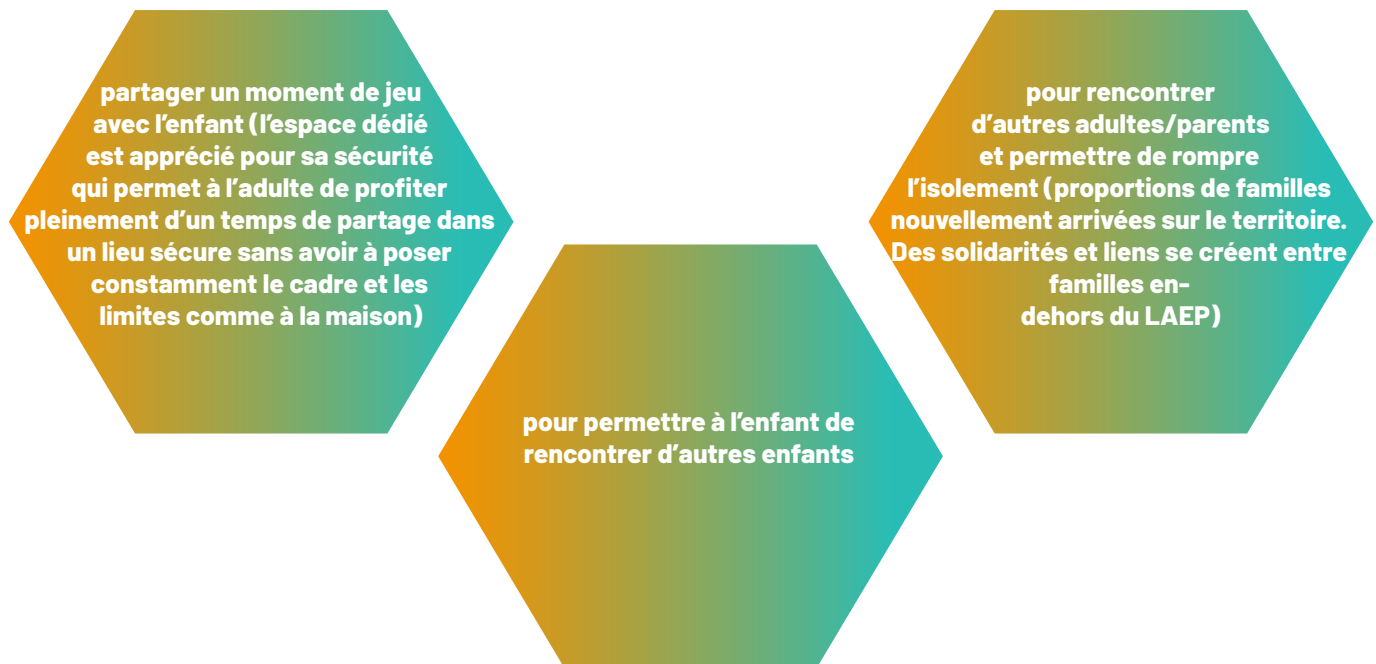 partager un moment de jeu
avec l'enfant (l'espace dédié
est apprécié pour sa sécurité
qui permet à l'adulte de profiter
pleinement d'un temps de partage dans
un lieu sécure sans avoir à poser
constamment le cadre et les
limites comme à la maison)
pour permettre à l'enfant de
rencontrer d'autres enfants
pour rencontrer
d'autres adultes/parents
et permettre de rompre
l'isolement (proportions de familles
nouvellement arrivées sur le territoire.
Des solidarités et liens se créent entre
familles en-
dehors du LAEP)